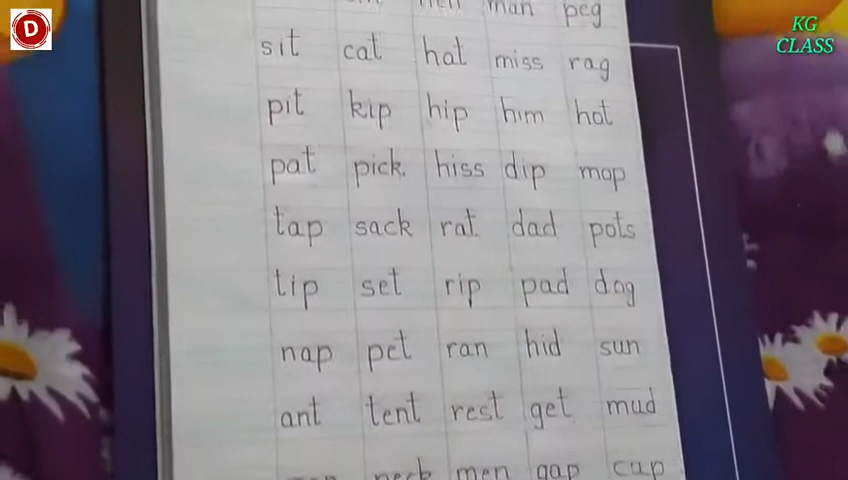 D
KG
CLASS
man peg
sit cat hat miss rag
pit kip hip him hot
pat pick. hiss dip mop
tap sack rat dad pots
tip set rip pad dog
nap pet ran hid sun
ant tent rest get mud
neck men gap cup